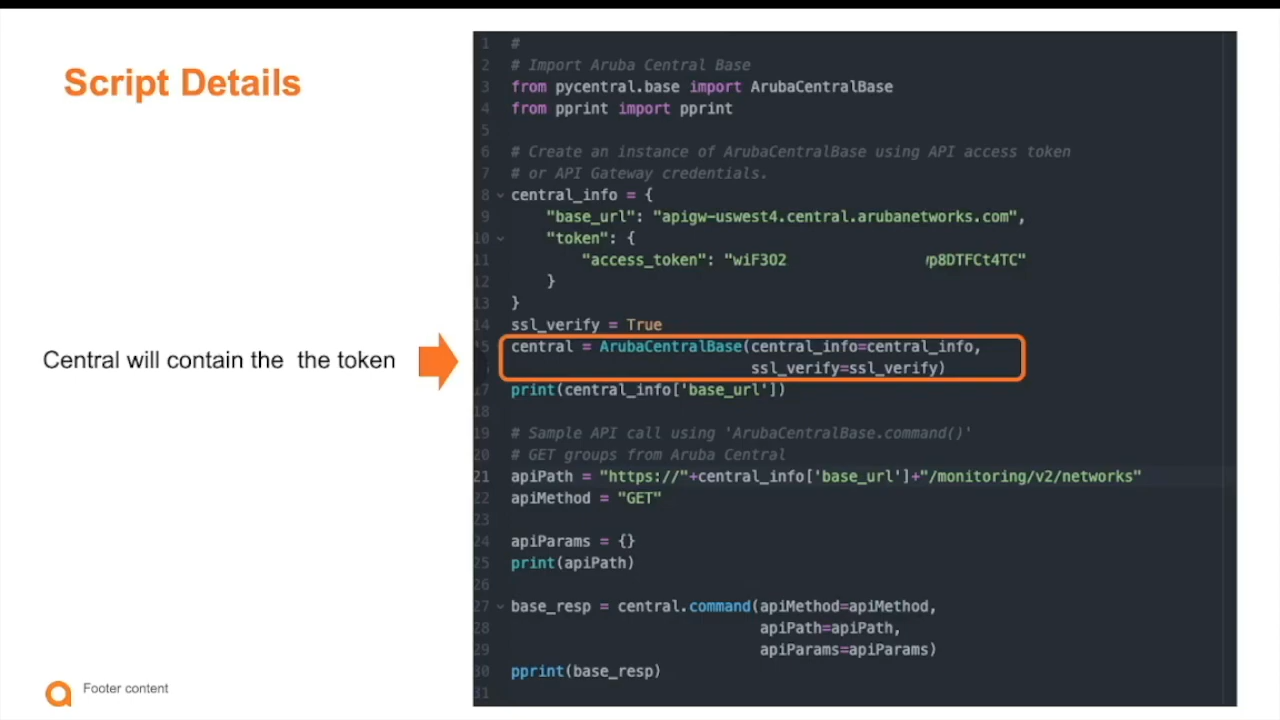 Script Details
Central will contain the  the token
1 #
2 # Import Aruba Central Base
3 from pycentral.base import ArubaCentralBase
4 from pprint import pprint
5
6 # Create an instance of ArubaCentralBase using API access token
7 # or API Gateway credentials.
8 central_info = {
9     "base_url": "apigw-uswest4.central.arubanetworks.com",
10     "token": {
11         "access_token": "wiF3O2 p8DTFCt4TC"
12     }
13 }
14 ssl_verify = True
5 central = ArubaCentralBase(central_info=central_info,
ssl_verify=ssl_verify)
17 print(central_info['base_url'])
18
19 # Sample API call using 'ArubaCentralBase.command()'
20 # GET groups from Aruba Central
21 apiPath = "https://"+central_info['base_url']+"/monitoring/v2/networks"
22 apiMethod = "GET"
23
24 apiParams = {}
25 print(apiPath)
26
27 base_resp = central.command(apiMethod=apiMethod,
28                             apiPath=apiPath,
29                             apiParams=apiParams)
30 pprint(base_resp)
31
Footer content